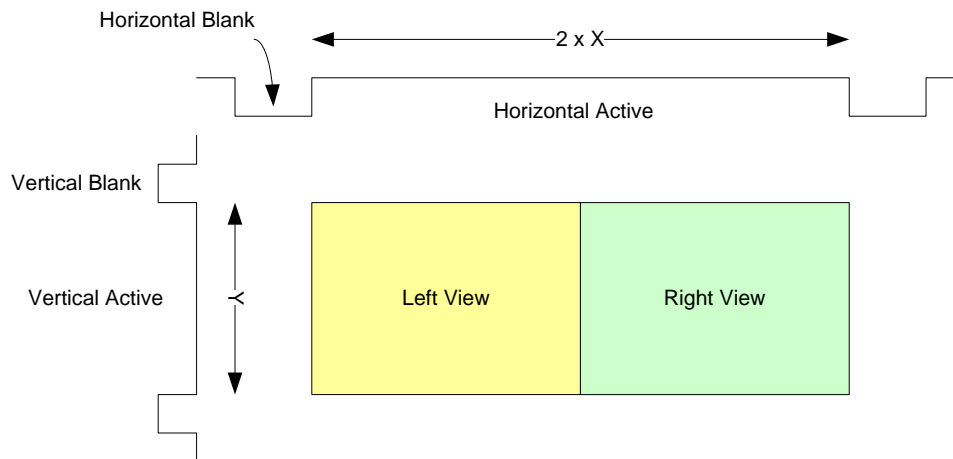 Horizontal Blank
2 x X
Horizontal Active
Vertical Blank
Vertical Active
Y
Left View
Right View